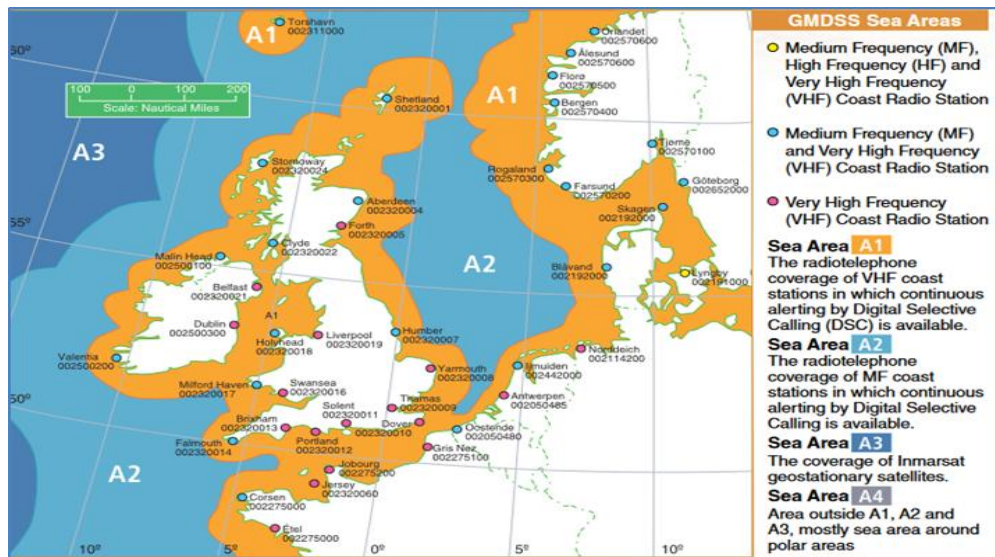 A1
Torshavn
002311000
Orlandet
002570600
Ålesund
002570600
Florø
002570500
Bergen
002570400
60°
100 0 100 200
Scale: Nautical Miles
Shetland
002320001
A1
A3
Stornoway
002320024
Rogaland
002570300
Tjøme
002570100
Farsund
002570200
Göteborg
002652000
Aberdeen
002320004
Skagen
002192000
Forth
002320005
55°
Malin Head
002500100
Clyde
002320022
A2
Blåvand
002192000
Lyngby
002191000
Belfast
002320021
A1
Dublin
002500300
Holyhead
002320018
Liverpool
002320019
Humber
002320007
Valentia
002500200
Norddeich
002114200
Yarmouth
002320008
Ijmuiden
002442000
Milford Haven
002320017
Swansea
002320016
Thamas
002320009
Antwerpen
002050485
50°
Solent
002320011
Brixham
002320013
Dover
002320010
Oostende
002050480
Falmouth
002320014
Portland
002320012
Gris Nez
002275100
A2
Jobourg
002275200
Jersey
002320060
Corsen
002275000
Étel
002275000
10° 5° 0° 5° 10°
GMDSS Sea Areas
Medium Frequency (MF),
High Frequency (HF) and
Very High Frequency
(VHF) Coast Radio Station
Medium Frequency (MF)
and Very High Frequency
(VHF) Coast Radio Station
Very High Frequency
(VHF) Coast Radio Station
Sea Area A1
The radiotelephone
coverage of VHF coast
stations in which continuous
alerting by Digital Selective
Calling (DSC) is available.
Sea Area A2
The radiotelephone
coverage of MF coast
stations in which continuous
alerting by Digital Selective
Calling is available.
Sea Area A3
The coverage of Inmarsat
geostationary satellites.
Sea Area A4
Area outside A1, A2 and
A3, mostly sea area around
polar areas